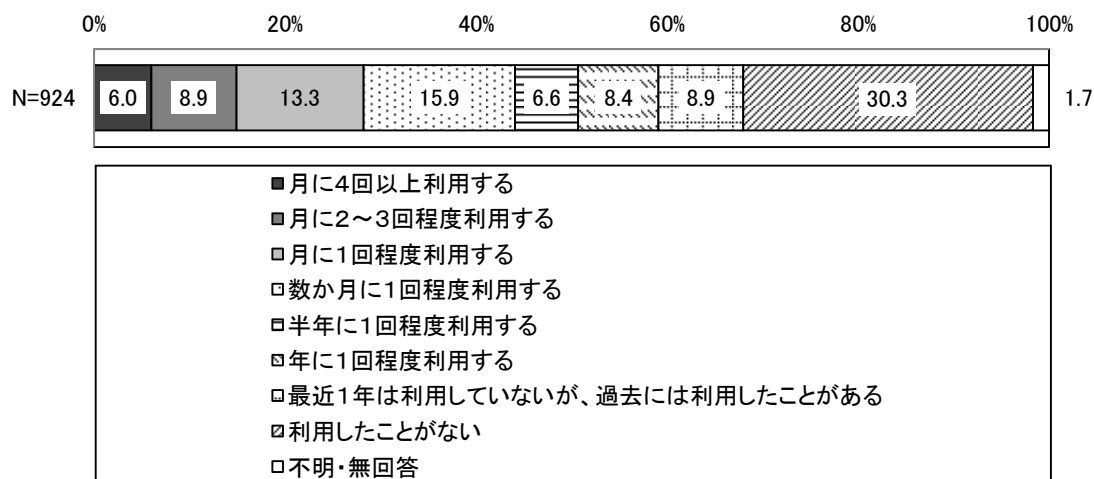 0% 20% 40% 60% 80% 100%
N=924 6.0 8.9 13.3 15.9 6.6 8.4 8.9 30.3 1.7
月に4回以上利用する
月に2～3回程度利用する
月に1回程度利用する
数か月に1回程度利用する
半年に1回程度利用する
年に1回程度利用する
最近1年は利用していないが、過去には利用したことがある
利用したことがない
不明・無回答